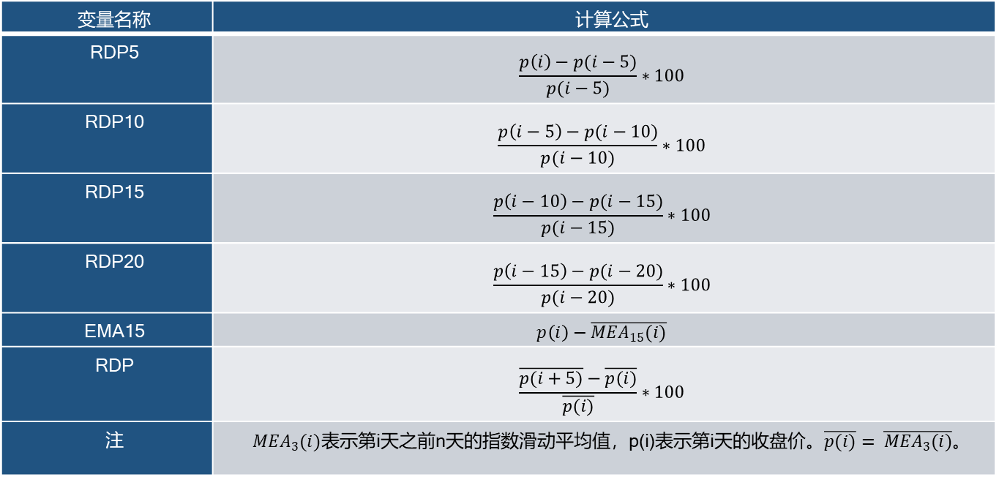 变量名称 计算公式
RDP5 $\frac{p(i)-p(i-5)}{p(i-5)}*100$
RDP10 $\frac{p(i-5)-p(i-10)}{p(i-10)}*100$
RDP15 $\frac{p(i-10)-p(i-15)}{p(i-15)}*100$
RDP20 $\frac{p(i-15)-p(i-20)}{p(i-20)}*100$
EMA15 $p(i)-\overline{MEA_{15}(i)}$
RDP $\frac{\overline{p(i+5)}-\overline{p(i)}}{\overline{p(i)}}*100$
注 $MEA_3(i)$表示第i天之前n天的指数滑动平均值，p(i)表示第i天的收盘价。$\overline{p(i)}=\overline{MEA_3(i)}$。